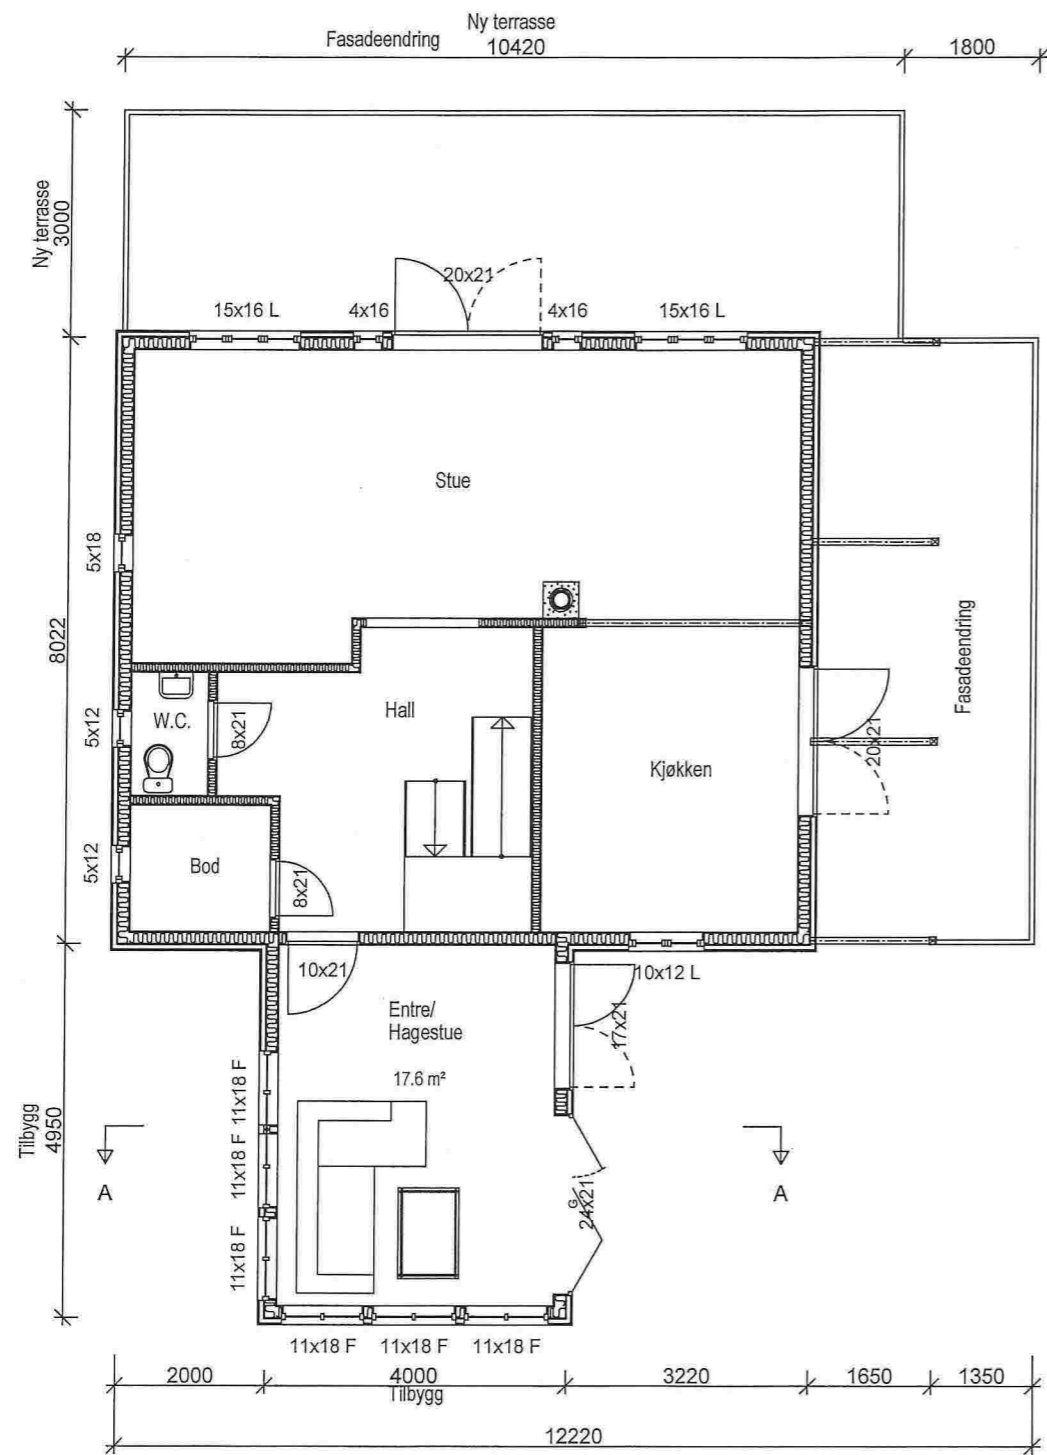 Ny terrasse
Fasadeendring
10420
1800
Ny terrasse
3000
20x21
15x16 L
4x16
4x16
15x16 L
Stue
5x18
8022
Fasadeendring
Hall
W.C.
8x21
5x12
20x21
Kjøkken
Bod
5x12
8x21
10x21
10x12 L
Entre/
Hagestue
17x21
17.6 m²
11x18 F
Tilbygg
4950
11x18 F
A
A
G
24x21
11x18 F
11x18 F
11x18 F
11x18 F
2000
4000
3220
1650
1350
Tilbygg
12220